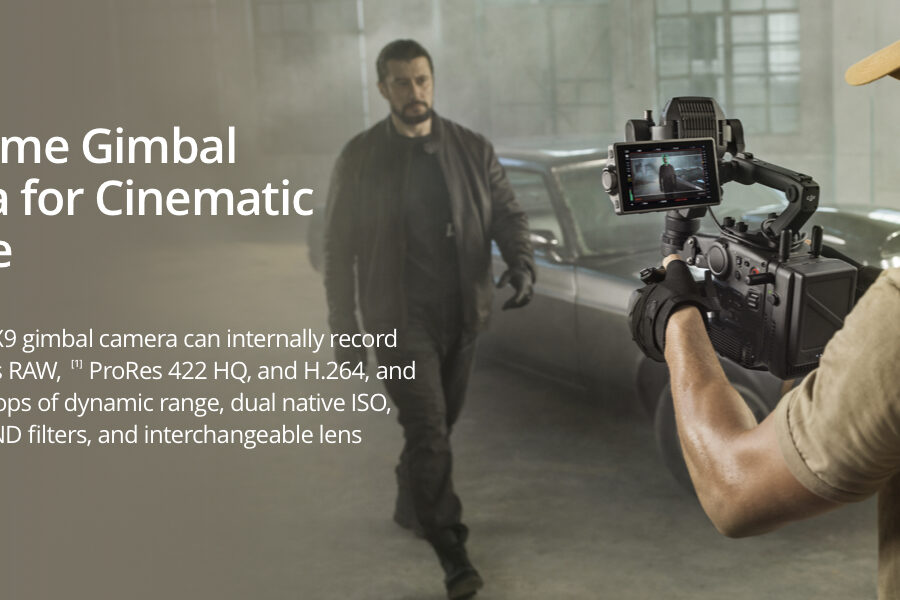 me Gimbal
a for Cinematic
e
X9 gimbal camera can internally record
s RAW, [1] ProRes 422 HQ, and H.264, and
ops of dynamic range, dual native ISO,
ND filters, and interchangeable lens